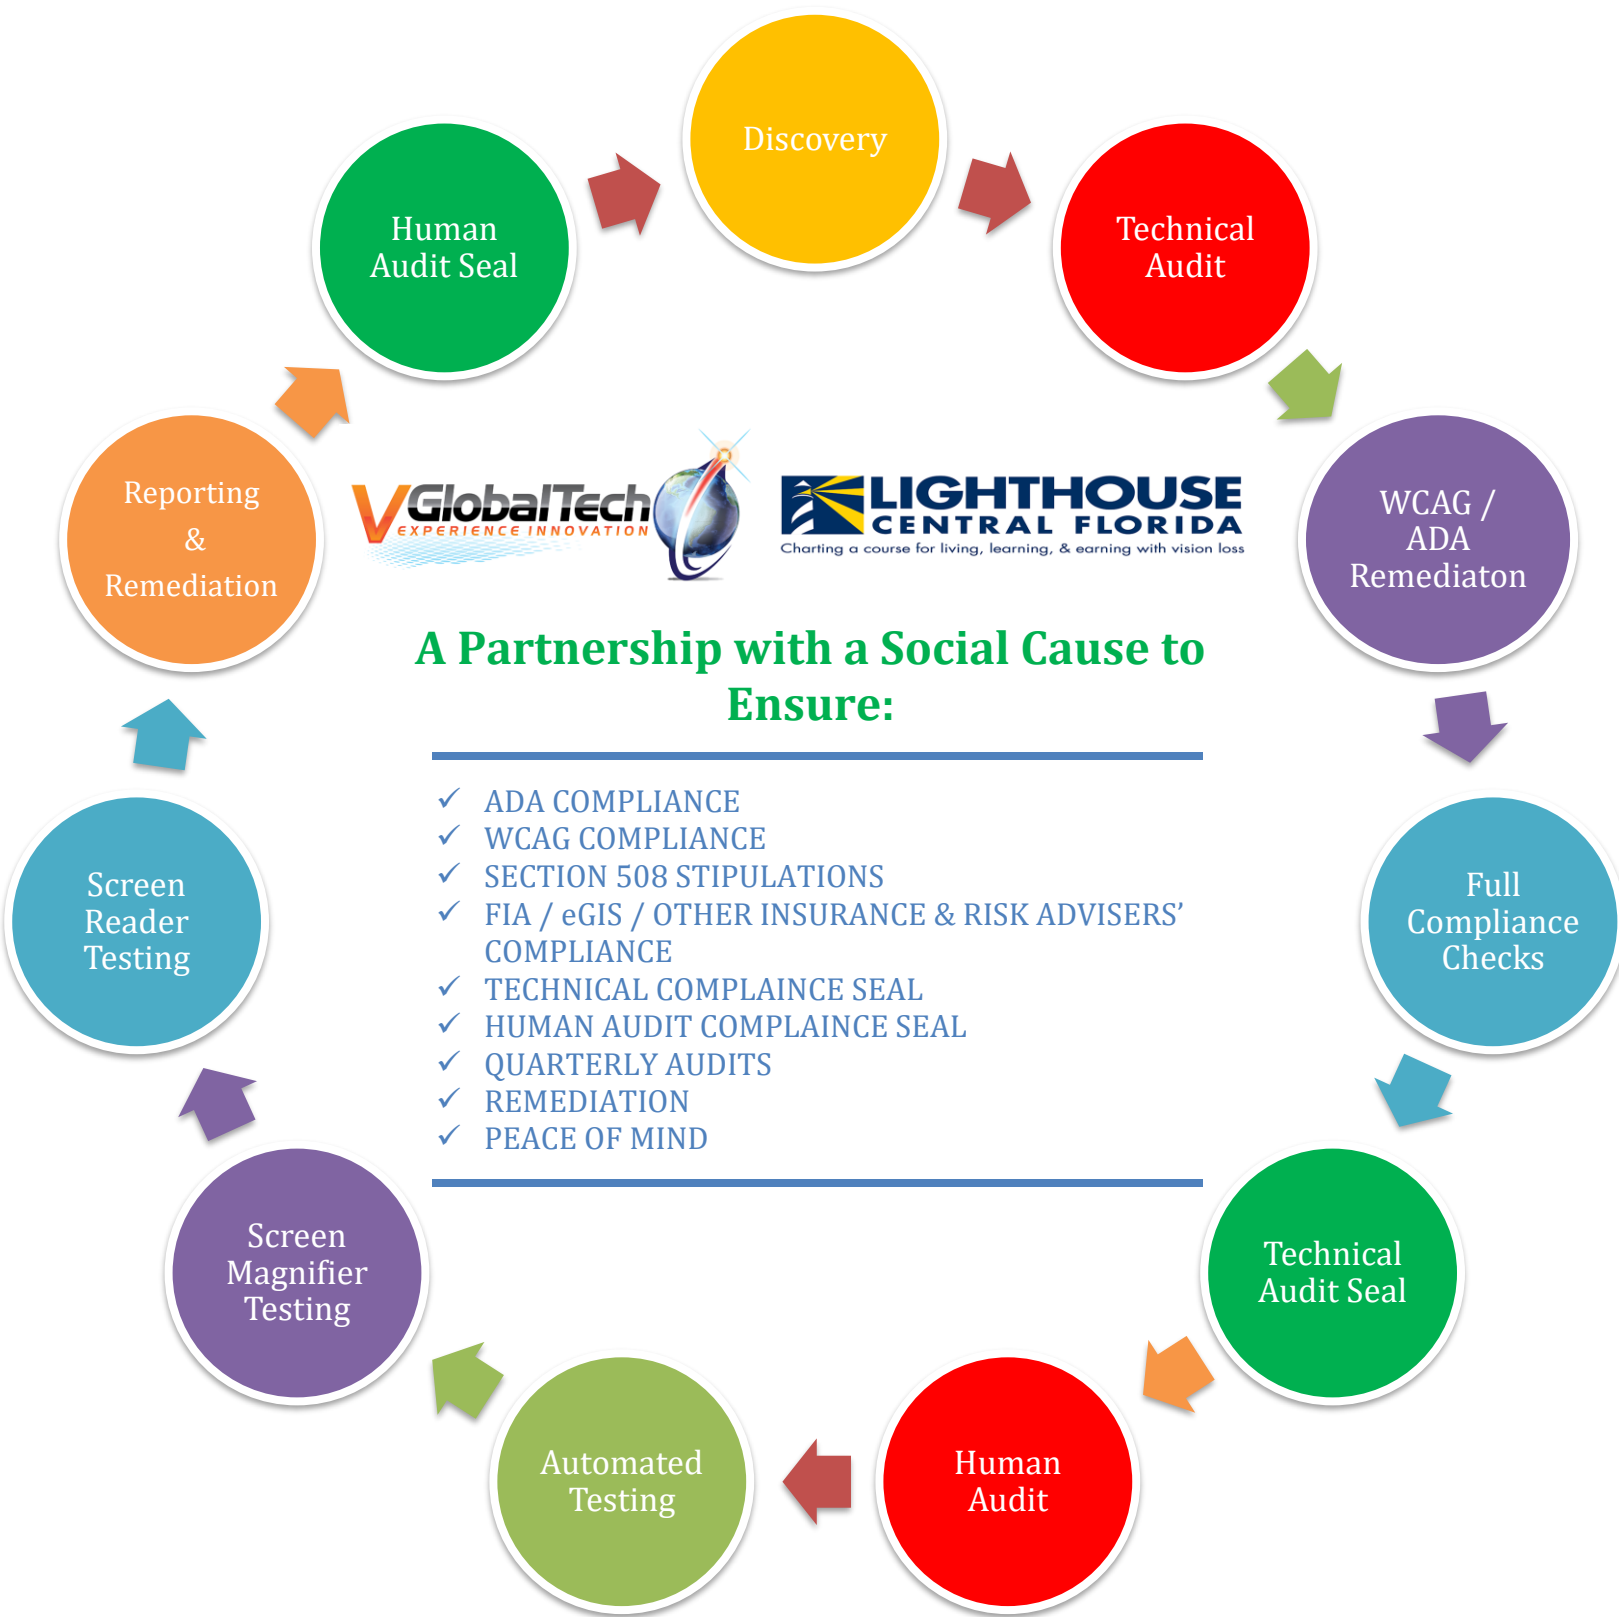 Discovery
Technical
Audit
WCAG /
ADA
Remediaton
Full
Compliance
Checks
Technical
Audit Seal
Human
Audit
Automated
Testing
Screen
Magnifier
Testing
Screen
Reader
Testing
Reporting
&
Remediation
Human
Audit Seal
VGlobalTech
EXPERIENCE INNOVATION
LIGHTHOUSE
CENTRAL FLORIDA
Charting a course for living, learning, & earning with vision loss
A Partnership with a Social Cause to
Ensure:
✓ ADA COMPLIANCE
✓ WCAG COMPLIANCE
✓ SECTION 508 STIPULATIONS
✓ FIA / eGIS / OTHER INSURANCE & RISK ADVISERS’
COMPLIANCE
✓ TECHNICAL COMPLAINCE SEAL
✓ HUMAN AUDIT COMPLAINCE SEAL
✓ QUARTERLY AUDITS
✓ REMEDIATION
✓ PEACE OF MIND